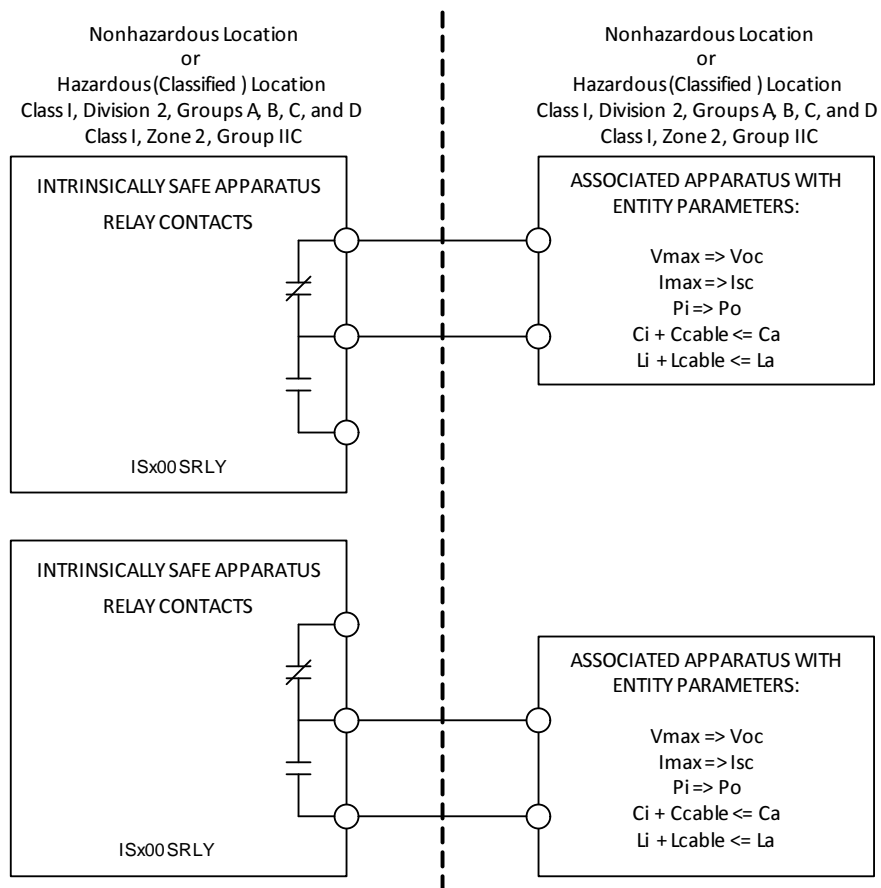 Nonhazardous Location
or
Hazardous (Classified ) Location
Class I, Division 2, Groups A, B, C, and D
Class I, Zone 2, Group IIC
Nonhazardous Location
or
Hazardous (Classified ) Location
Class I, Division 2, Groups A, B, C, and D
Class I, Zone 2, Group IIC
INTRINSICALLY SAFE APPARATUS
RELAY CONTACTS
ISx00SRLY
ASSOCIATED APPARATUS WITH
ENTITY PARAMETERS:
Vmax => Voc
Imax => Isc
Pi => Po
Ci + Ccable <= Ca
Li + Lcable <= La
INTRINSICALLY SAFE APPARATUS
RELAY CONTACTS
ISx00SRLY
ASSOCIATED APPARATUS WITH
ENTITY PARAMETERS:
Vmax => Voc
Imax => Isc
Pi => Po
Ci + Ccable <= Ca
Li + Lcable <= La